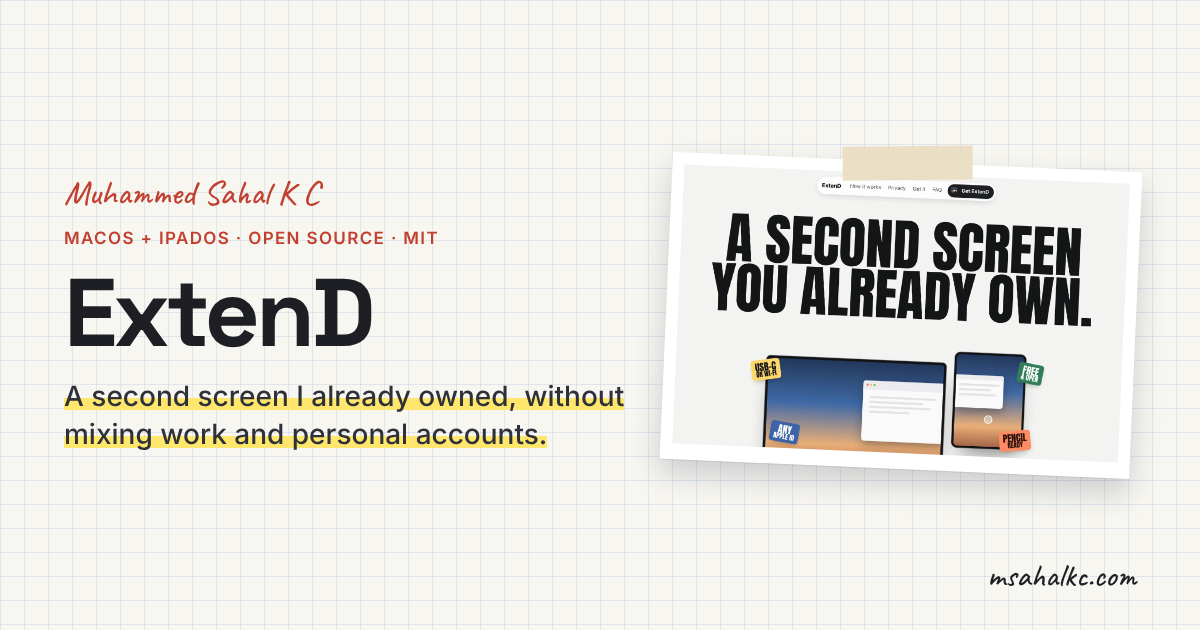 Muhammed Sahal K C
MACOS + IPADOS · OPEN SOURCE · MIT
ExtenD
A second screen I already owned, without
mixing work and personal accounts.
ExtenD How it works Privacy Get it FAQ Get ExtenD
A SECOND SCREEN
YOU ALREADY OWN.
USB-C
OR WI-FI
FREE
& OPEN
ANY
APPLE ID
PENCIL
READY
msahalkc.com